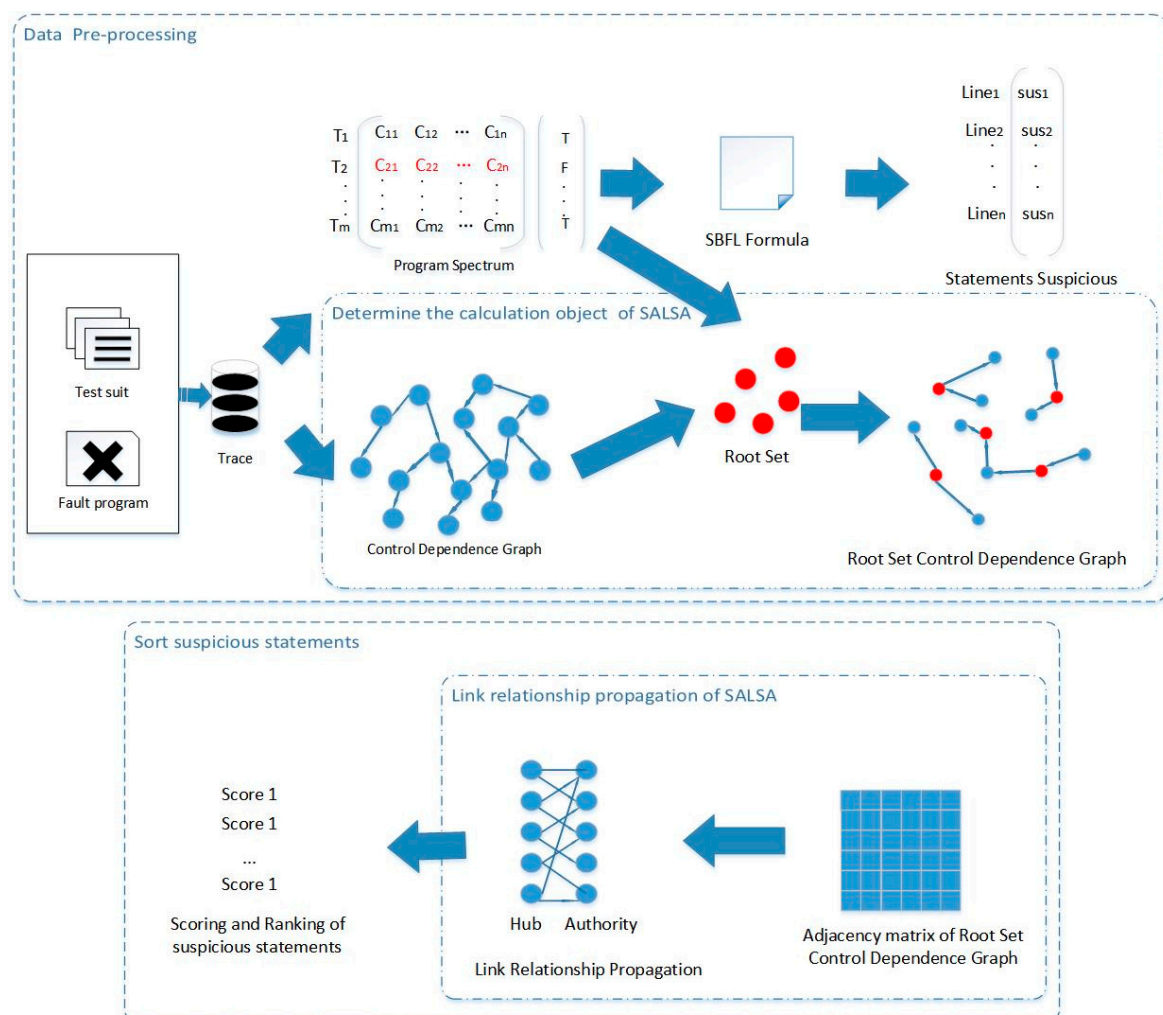 Data Pre-processing
T1 C11 C12 ... C1n T
T2 C21 C22 ... C2n F
Tm Cm1 Cm2 ... Cmn T
Program Spectrum
SBFL Formula
Line1 sus1
Line2 sus2
Linen susn
Statements Suspicious
Test suit
Fault program
Trace
Determine the calculation object of SALSA
Control Dependence Graph
Root Set
Root Set Control Dependence Graph
Sort suspicious statements
Link relationship propagation of SALSA
Score 1
Score 1
...
Score 1
Scoring and Ranking of
suspicious statements
Hub Authority
Link Relationship Propagation
Adjacency matrix of Root Set
Control Dependence Graph